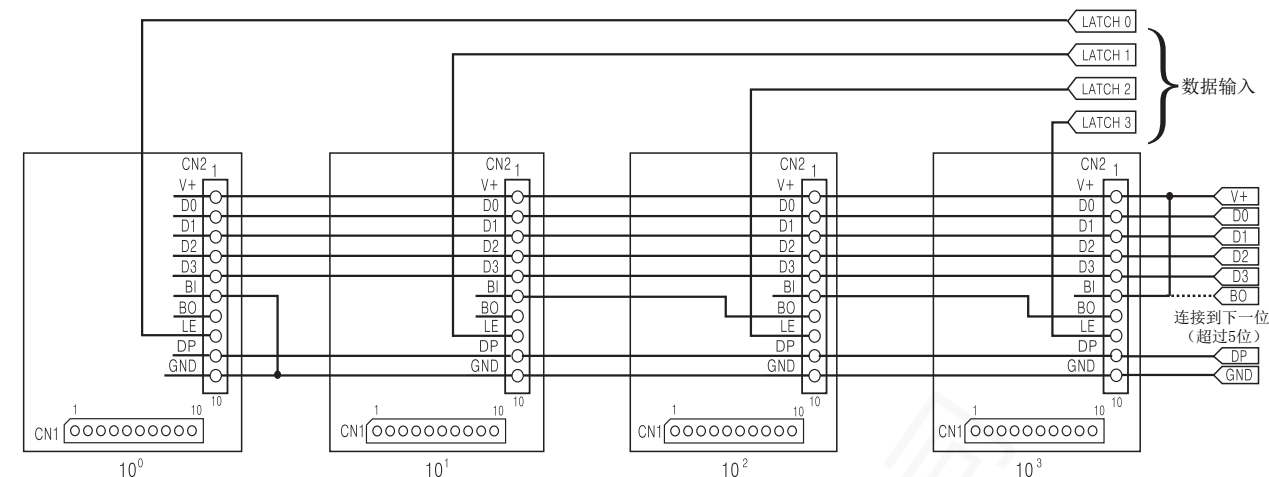 LATCH 0
LATCH 1
LATCH 2
LATCH 3
数据输入
CN2 1
V+
D0
D1
D2
D3
BI
BO
LE
DP
GND
10
CN1
1 10
10⁰
CN2 1
V+
D0
D1
D2
D3
BI
BO
LE
DP
GND
10
CN1
1 10
10¹
CN2 1
V+
D0
D1
D2
D3
BI
BO
LE
DP
GND
10
CN1
1 10
10²
CN2 1
V+
D0
D1
D2
D3
BI
BO
LE
DP
GND
10
CN1
1 10
10³
V+
D0
D1
D2
D3
BO
连接到下一位
（超过5位）
DP
GND